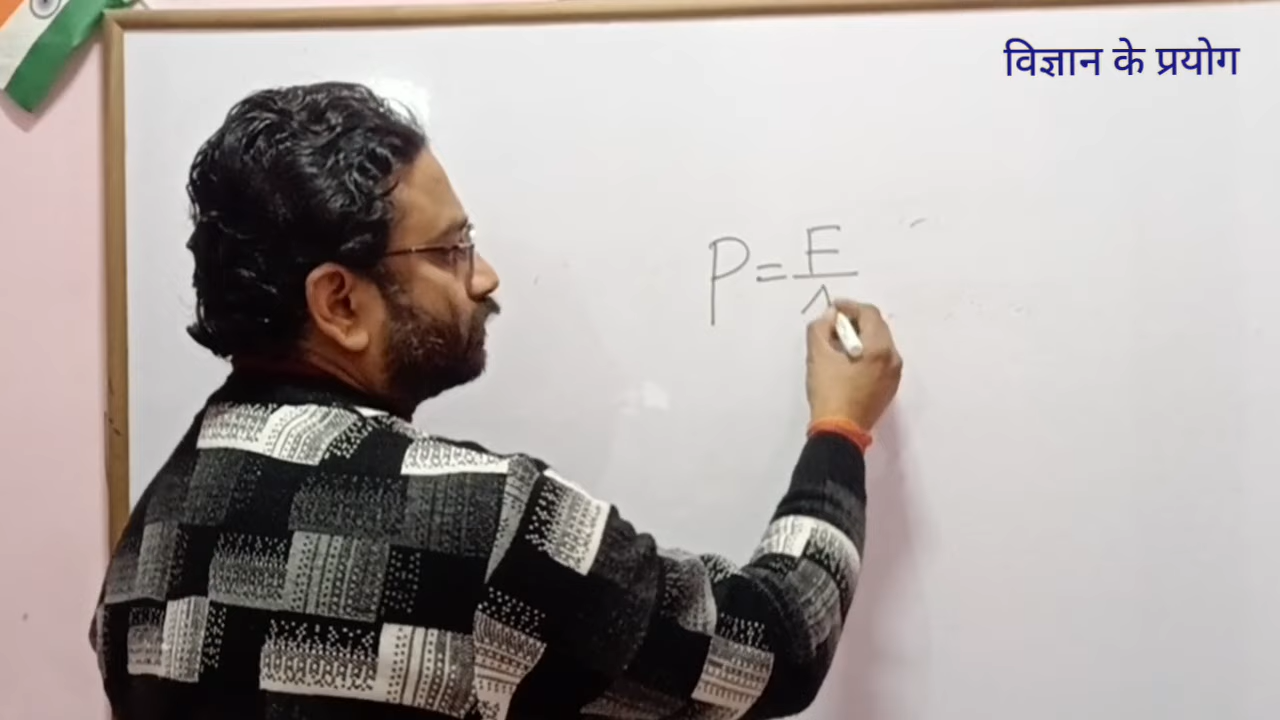 विज्ञान के प्रयोग
P = F